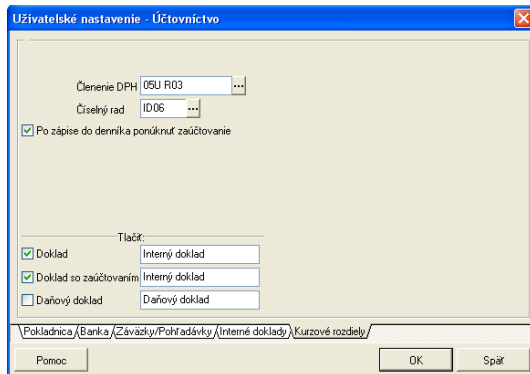 Uživatelské nastavenie - Účtovníctvo
Členenie DPH 05U R03 ...
Číselný rad ID06 ...
Po zápise do denníka ponúknuť zaúčtovanie
Tlačiť:
Doklad Interný doklad
Doklad so zaúčtovaním Interný doklad
Daňový doklad Daňový doklad
Pokladnica Banka Záväzky/Pohľadávky Interné doklady Kurzové rozdiely
Pomoc OK Späť